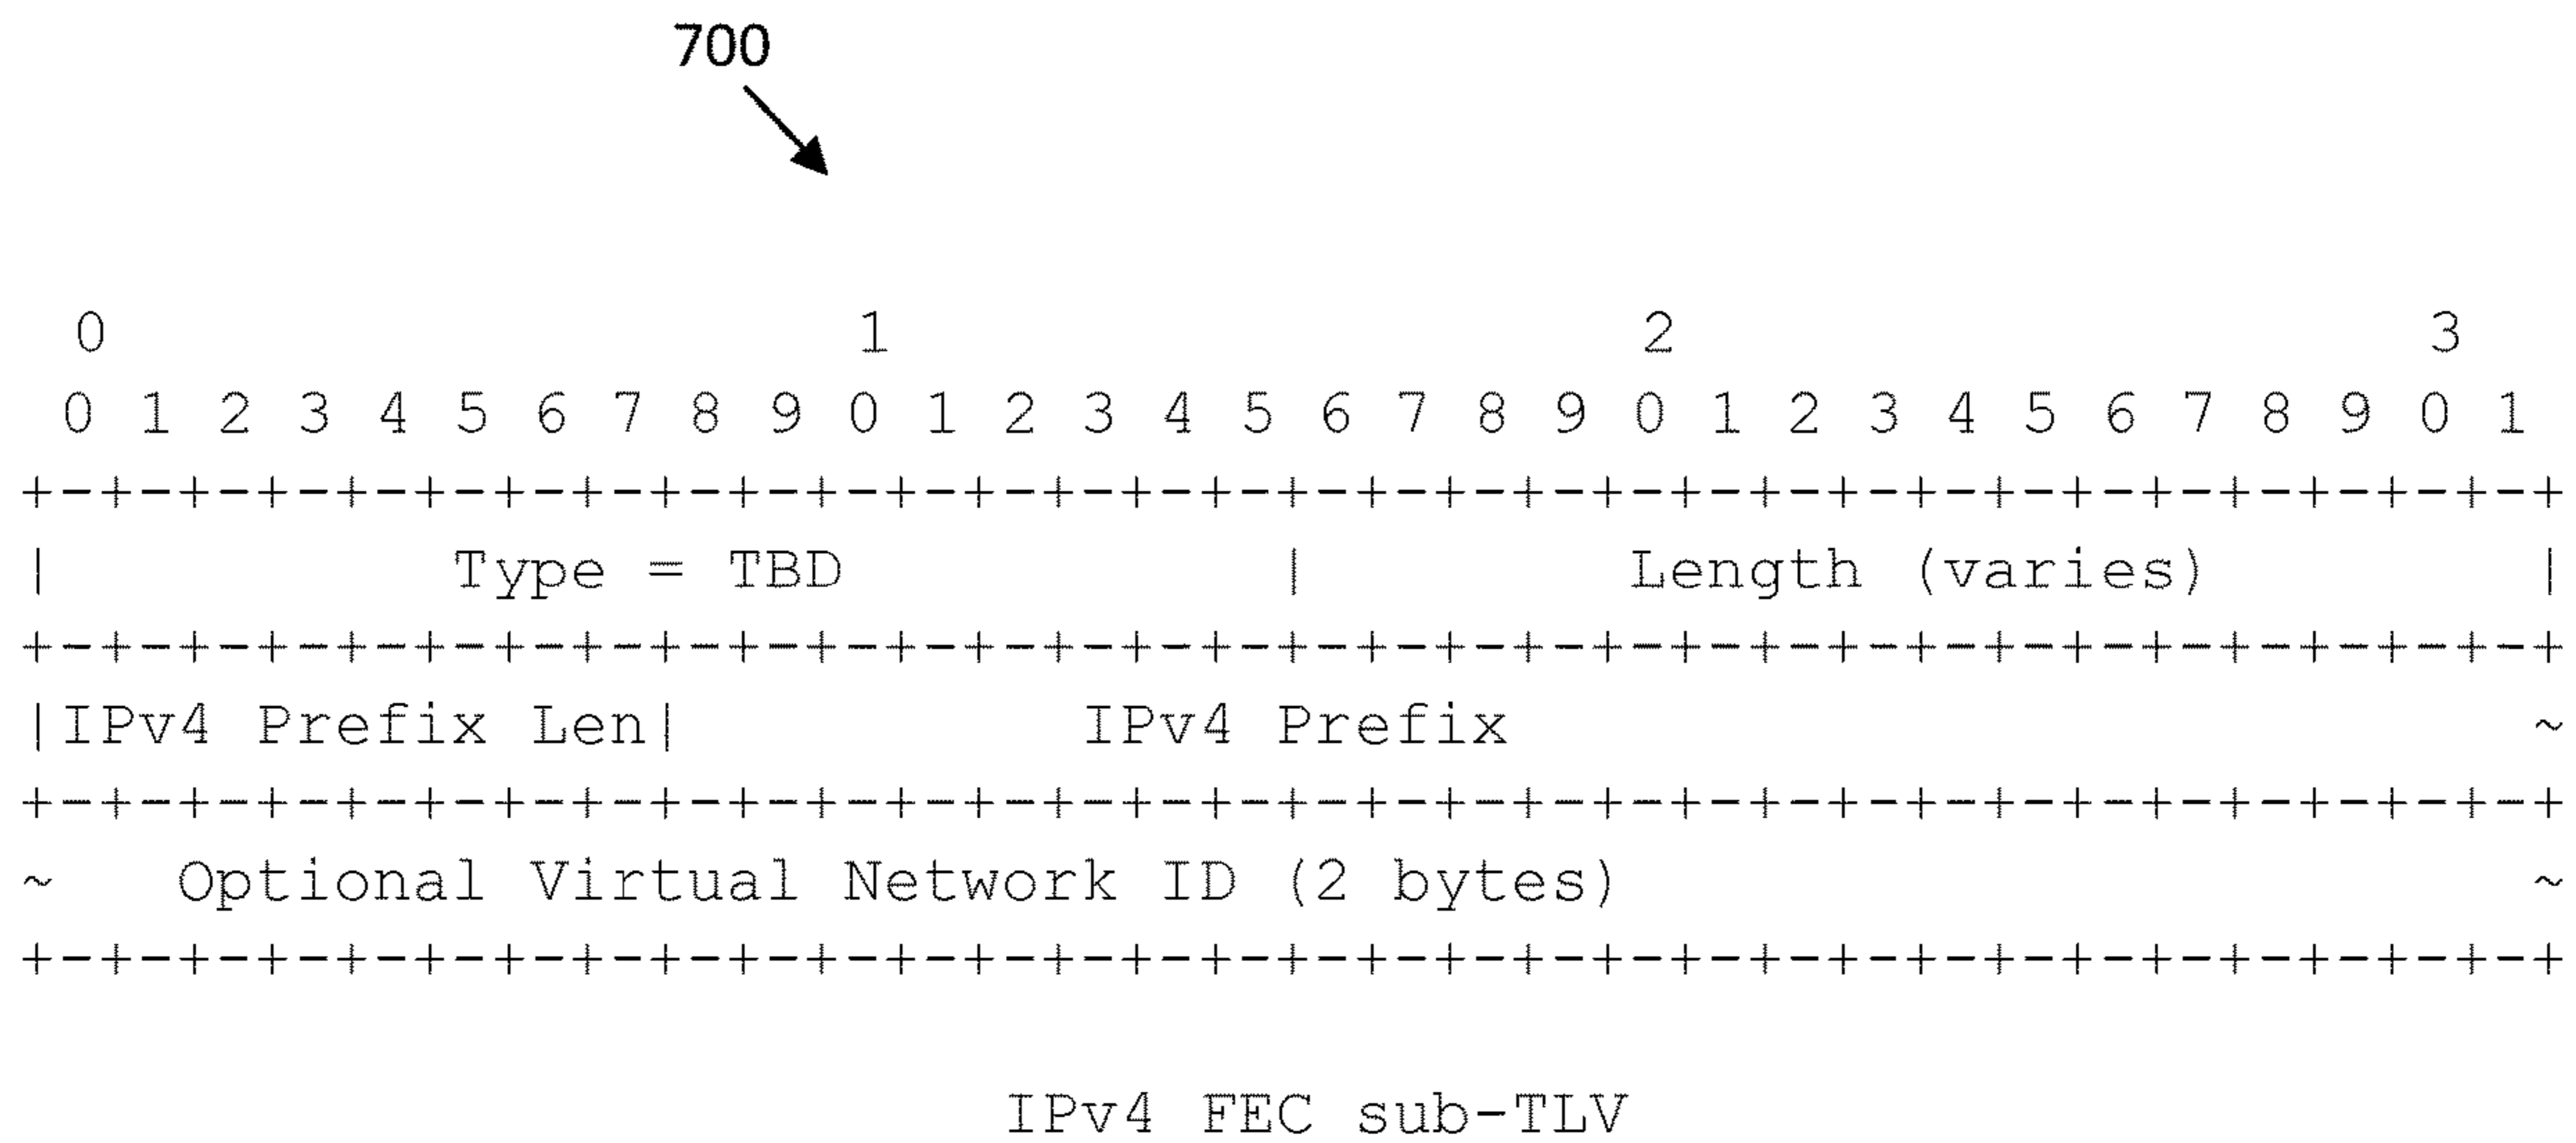 700
0                   1                   2                   3
0 1 2 3 4 5 6 7 8 9 0 1 2 3 4 5 6 7 8 9 0 1 2 3 4 5 6 7 8 9 0 1
+-+-+-+-+-+-+-+-+-+-+-+-+-+-+-+-+-+-+-+-+-+-+-+-+-+-+-+-+-+-+-+-+
|          Type = TBD           |        Length (varies)        |
+-+-+-+-+-+-+-+-+-+-+-+-+-+-+-+-+-+-+-+-+-+-+-+-+-+-+-+-+-+-+-+-+
|IPv4 Prefix Len|          IPv4 Prefix                          ~
+-+-+-+-+-+-+-+-+-+-+-+-+-+-+-+-+-+-+-+-+-+-+-+-+-+-+-+-+-+-+-+-+
~   Optional Virtual Network ID (2 bytes)                       ~
+-+-+-+-+-+-+-+-+-+-+-+-+-+-+-+-+-+-+-+-+-+-+-+-+-+-+-+-+-+-+-+-+
IPv4 FEC sub-TLV